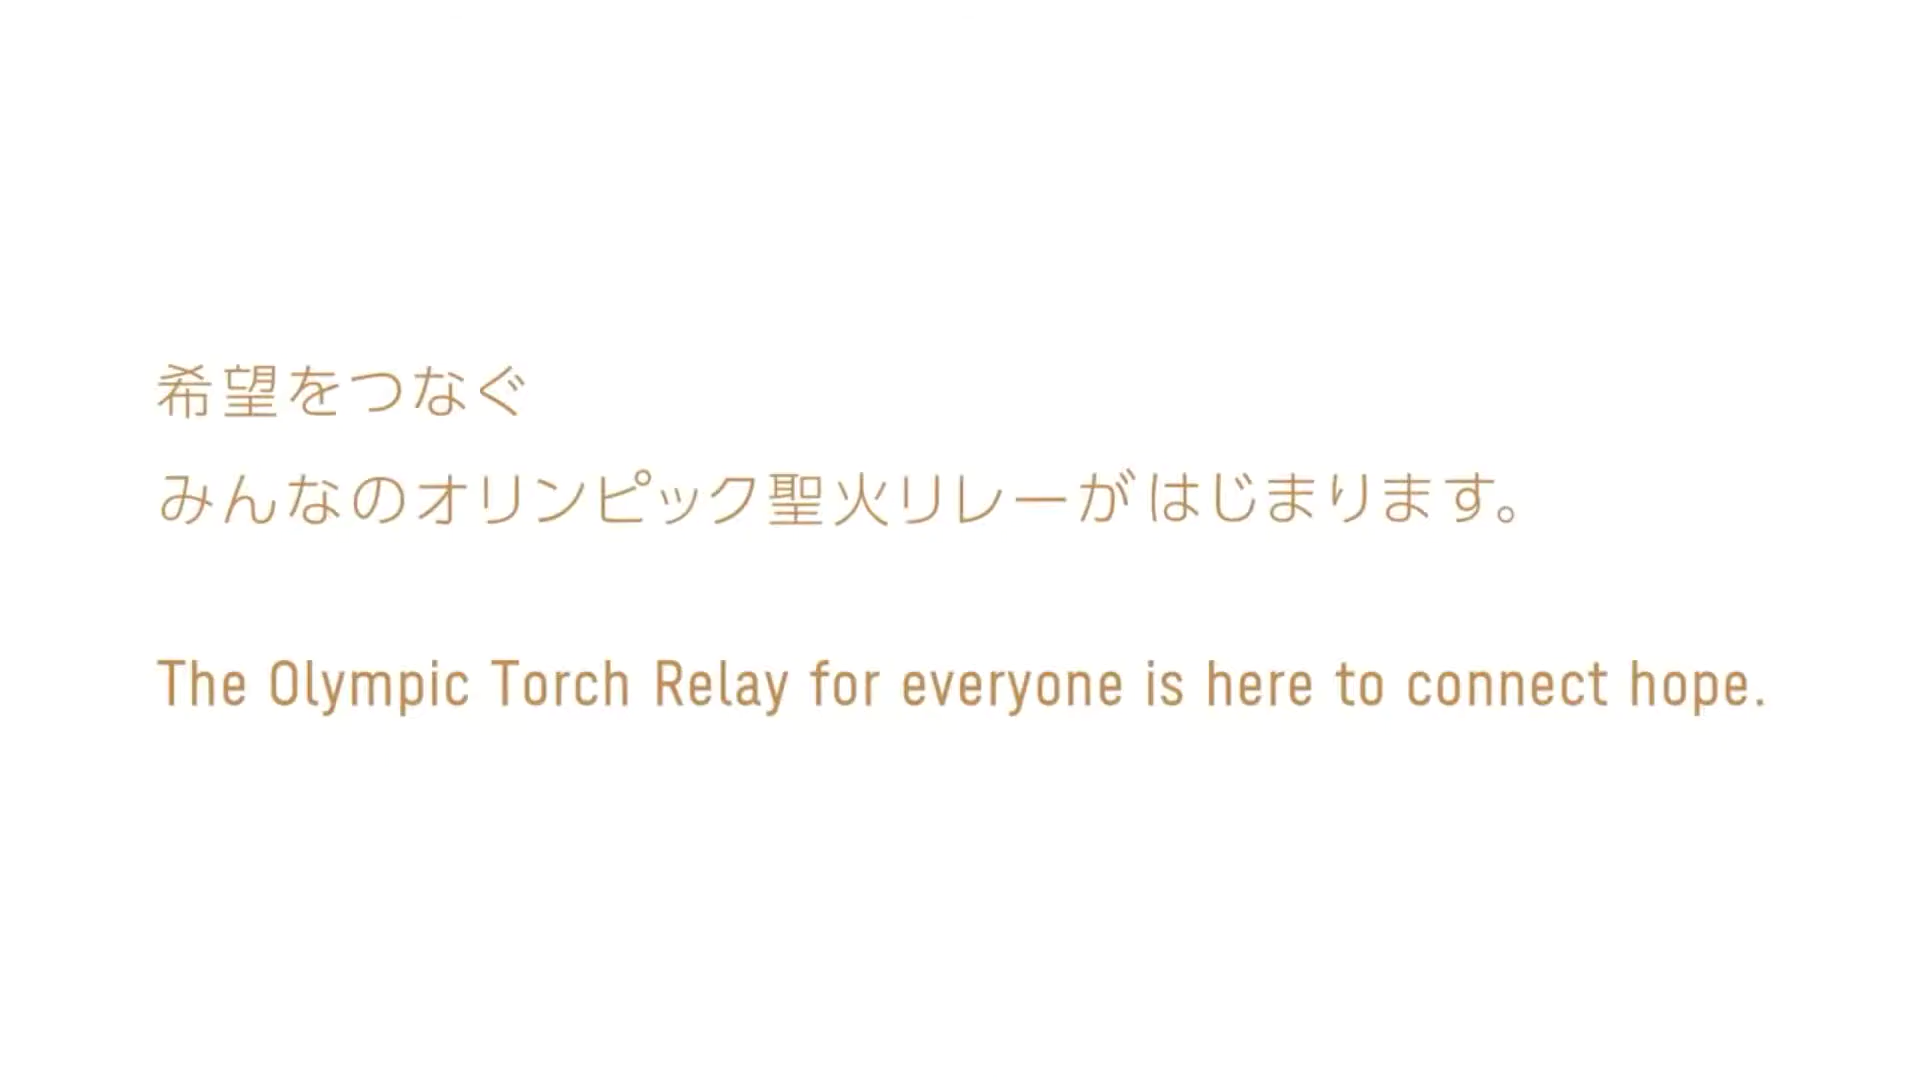 希望をつなぐ
みんなのオリンピック聖火リレーがはじまります。
The Olympic Torch Relay for everyone is here to connect hope.